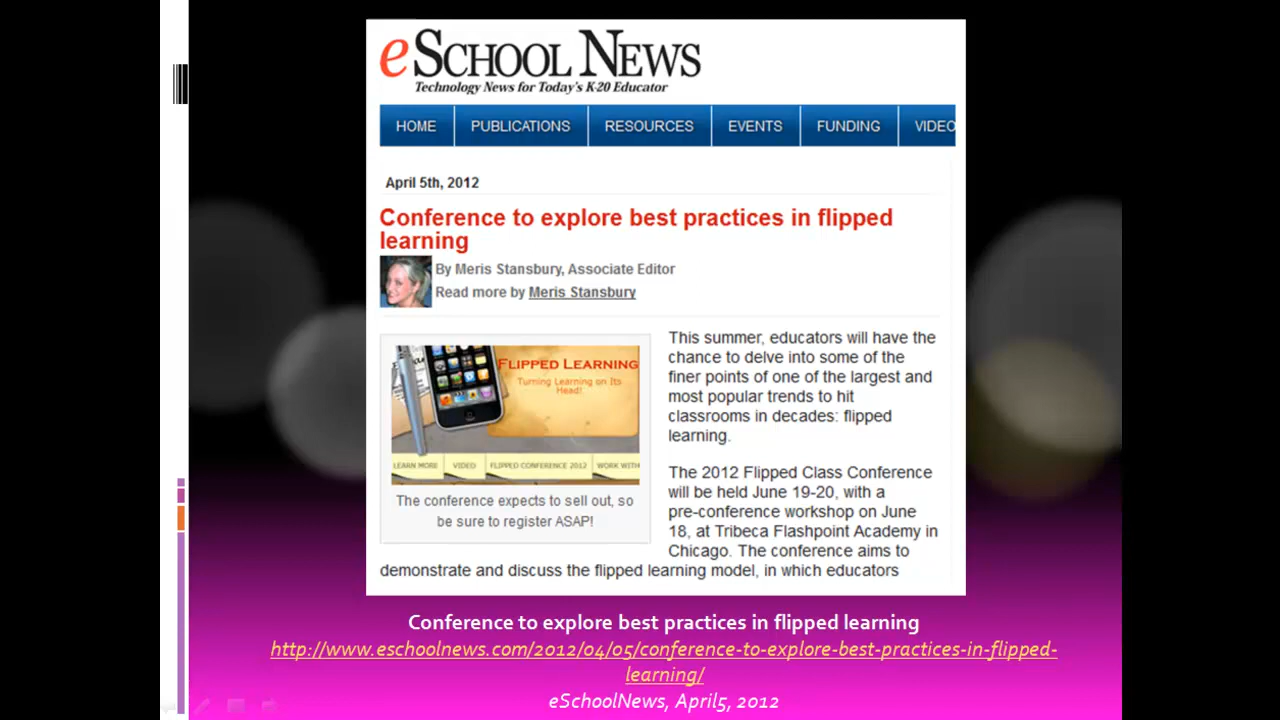 eSCHOOL NEWS
Technology News for Today's K-20 Educator
HOME PUBLICATIONS RESOURCES EVENTS FUNDING VIDEO
April 5th, 2012
Conference to explore best practices in flipped
learning
By Meris Stansbury, Associate Editor
Read more by Meris Stansbury
FLIPPED LEARNING
Turning Learning on Its
Head!
LEARN MORE VIDEO FLIPPED CONFERENCE 2012 WORK WITH
The conference expects to sell out, so
be sure to register ASAP!
This summer, educators will have the
chance to delve into some of the
finer points of one of the largest and
most popular trends to hit
classrooms in decades: flipped
learning.
The 2012 Flipped Class Conference
will be held June 19-20, with a
pre-conference workshop on June
18, at Tribeca Flashpoint Academy in
Chicago. The conference aims to
demonstrate and discuss the flipped learning model, in which educators
Conference to explore best practices in flipped learning
http://www.eschoolnews.com/2012/04/05/conference-to-explore-best-practices-in-flipped-
learning/
eSchoolNews, April5, 2012